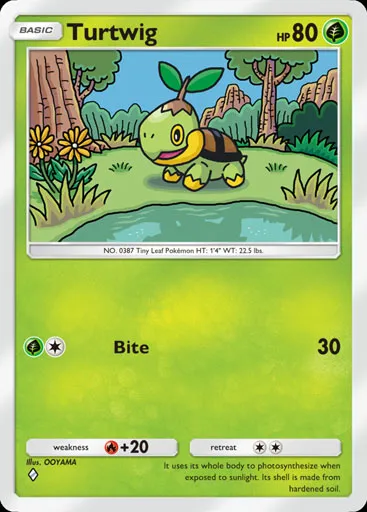 BASIC Turtwig HP 80
NO. 0387 Tiny Leaf Pokémon HT: 1'4" WT: 22.5 lbs.
Bite 30
weakness +20 retreat
Illus. OOYAMA
It uses its whole body to photosynthesize when
exposed to sunlight. Its shell is made from
hardened soil.